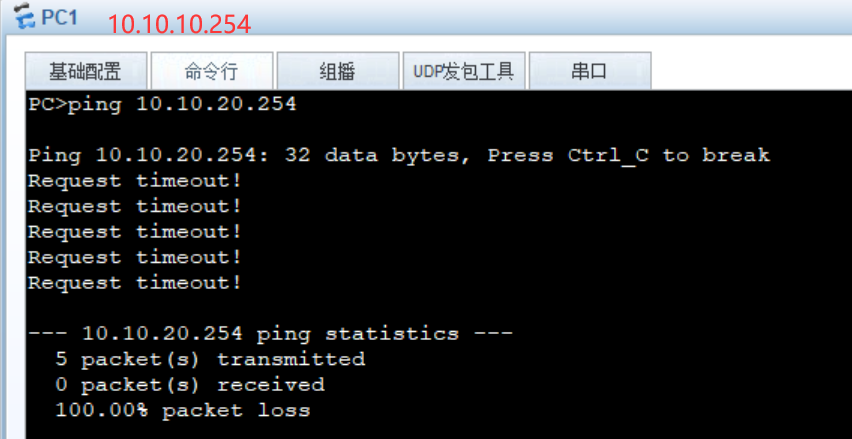 PC1 10.10.10.254
基础配置 命令行 组播 UDP发包工具 串口
PC>ping 10.10.20.254
Ping 10.10.20.254: 32 data bytes, Press Ctrl_C to break
Request timeout!
Request timeout!
Request timeout!
Request timeout!
Request timeout!
--- 10.10.20.254 ping statistics ---
5 packet(s) transmitted
0 packet(s) received
100.00% packet loss